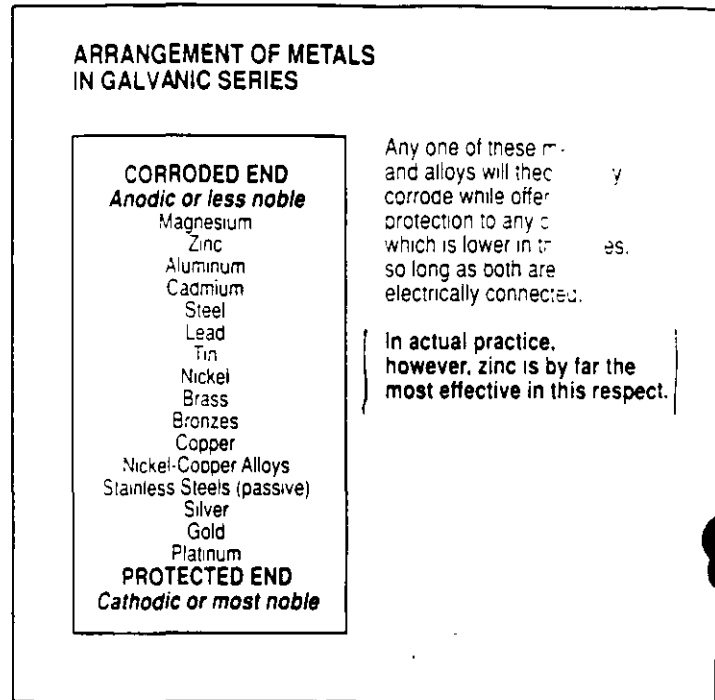 ARRANGEMENT OF METALS
IN GALVANIC SERIES
CORRODED END
Anodic or less noble
Magnesium
Zinc
Aluminum
Cadmium
Steel
Lead
Tin
Nickel
Brass
Bronzes
Copper
Nickel-Copper Alloys
Stainless Steels (passive)
Silver
Gold
Platinum
PROTECTED END
Cathodic or most noble
Any one of these
and alloys will
corrode while
protection to any
which is lower in
so long as both are
electrically connected.
In actual practice,
however, zinc is by far the
most effective in this respect.